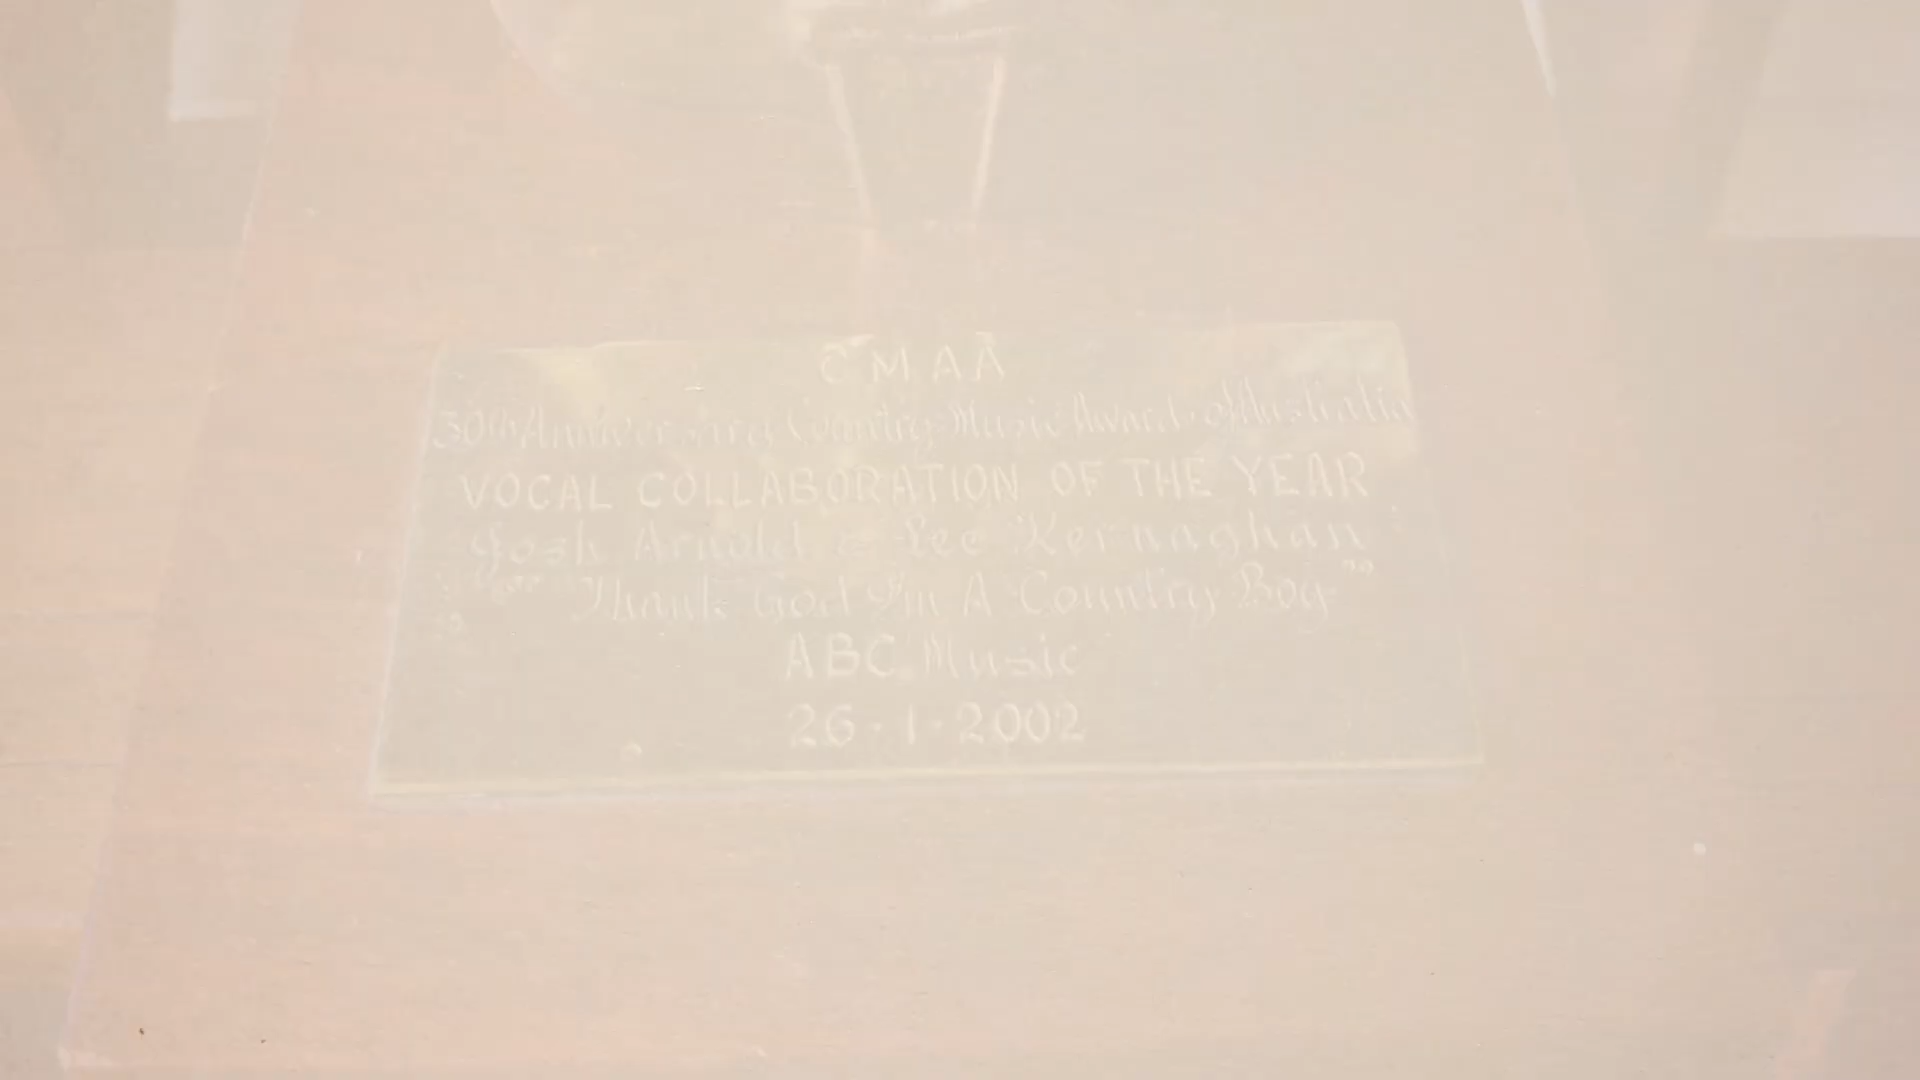 CMAA
30th Anniversary Country Music Awards of Australia
VOCAL COLLABORATION OF THE YEAR
Josh Arnold & Lee Kernaghan
"Thank God I'm A Country Boy"
ABC Music
26·1·2002